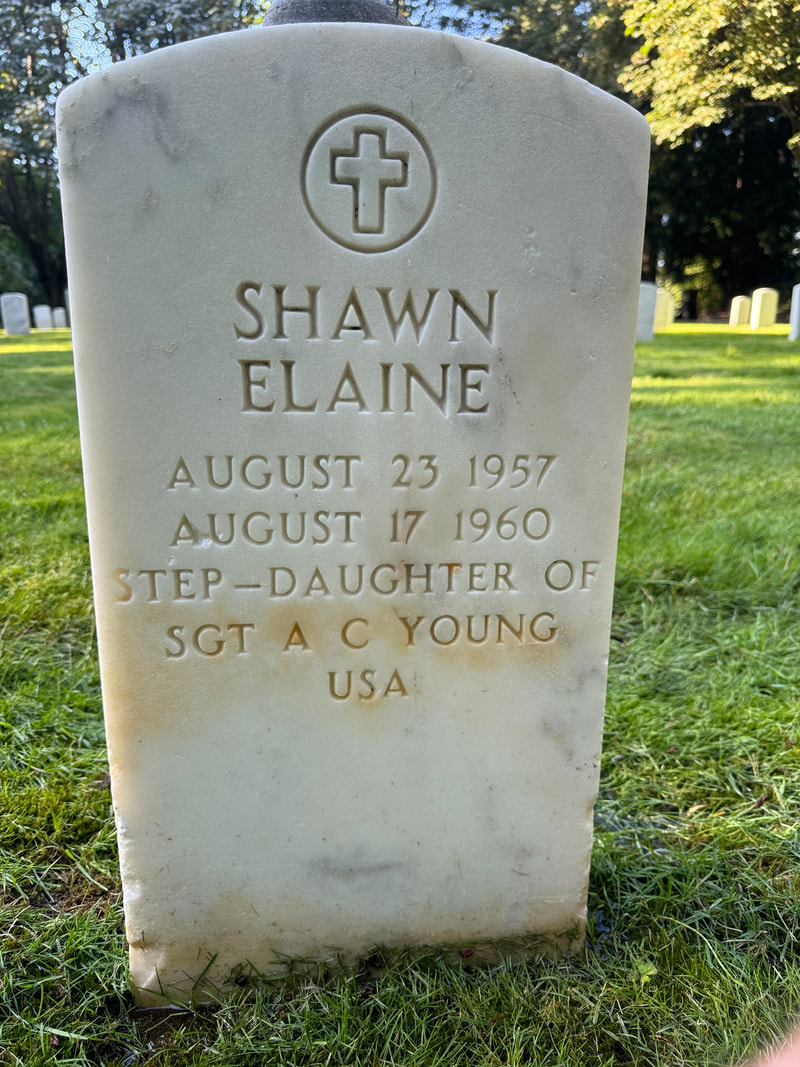 SHAWN
ELAINE
AUGUST 23 1957
AUGUST 17 1960
STEP-DAUGHTER OF
SGT A C YOUNG
USA